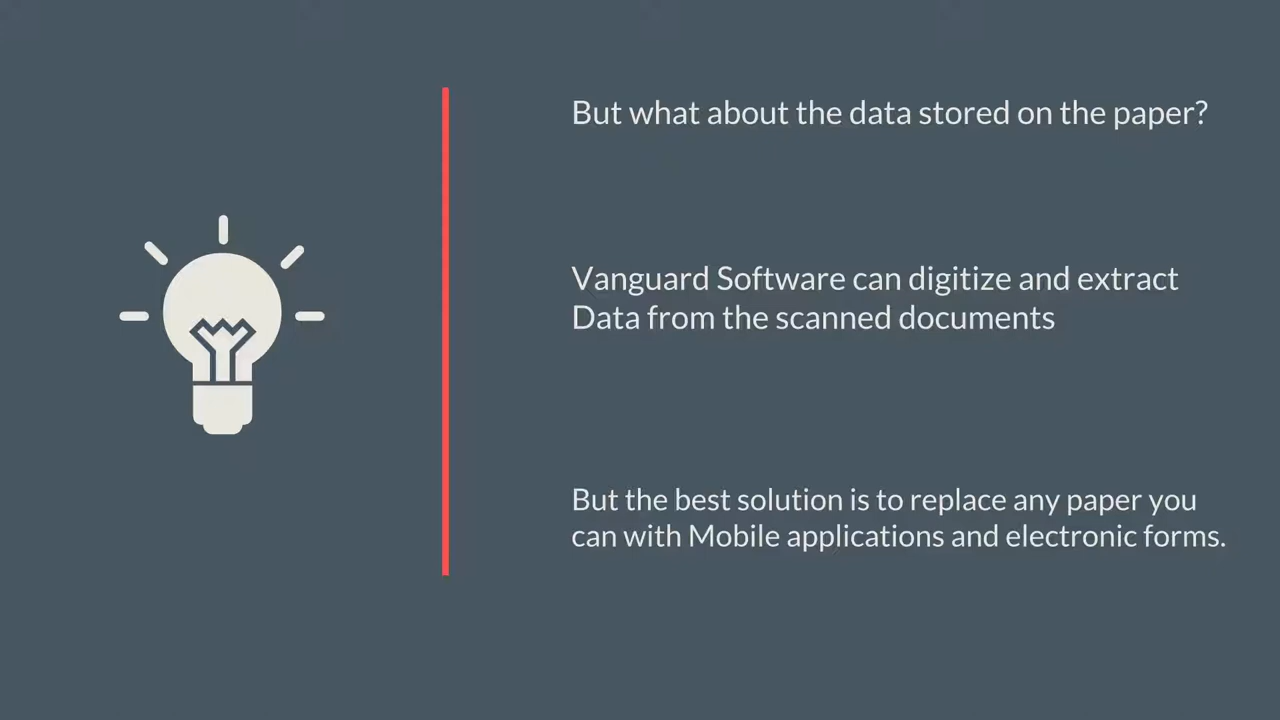 But what about the data stored on the paper?
Vanguard Software can digitize and extract
Data from the scanned documents
But the best solution is to replace any paper you
can with Mobile applications and electronic forms.